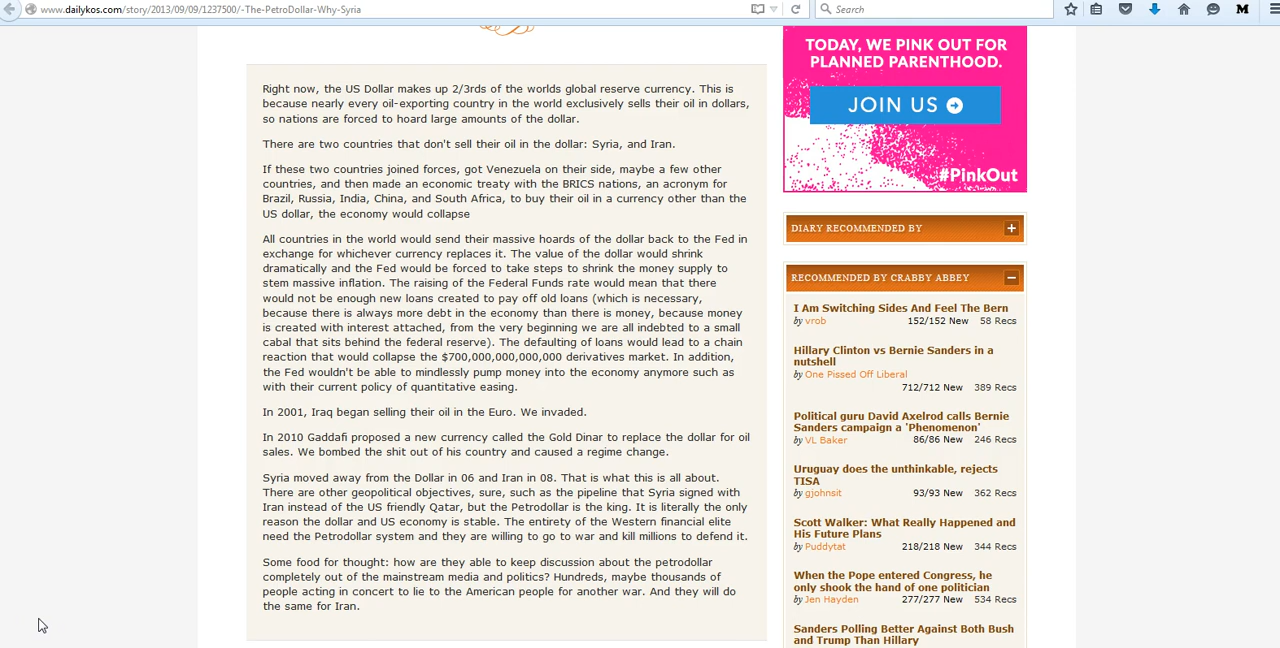 www.dailykos.com/story/2013/09/09/1237500/-The-PetroDollar-Why-Syria
Search
M
Right now, the US Dollar makes up 2/3rds of the worlds global reserve currency. This is
because nearly every oil-exporting country in the world exclusively sells their oil in dollars,
so nations are forced to hoard large amounts of the dollar.
There are two countries that don't sell their oil in the dollar: Syria, and Iran.
If these two countries joined forces, got Venezuela on their side, maybe a few other
countries, and then made an economic treaty with the BRICS nations, an acronym for
Brazil, Russia, India, China, and South Africa, to buy their oil in a currency other than the
US dollar, the economy would collapse
All countries in the world would send their massive hoards of the dollar back to the Fed in
exchange for whichever currency replaces it. The value of the dollar would shrink
dramatically and the Fed would be forced to take steps to shrink the money supply to
stem massive inflation. The raising of the Federal Funds rate would mean that there
would not be enough new loans created to pay off old loans (which is necessary,
because there is always more debt in the economy than there is money, because money
is created with interest attached, from the very beginning we are all indebted to a small
cabal that sits behind the federal reserve). The defaulting of loans would lead to a chain
reaction that would collapse the $700,000,000,000,000 derivatives market. In addition,
the Fed wouldn't be able to mindlessly pump money into the economy anymore such as
with their current policy of quantitative easing.
In 2001, Iraq began selling their oil in the Euro. We invaded.
In 2010 Gaddafi proposed a new currency called the Gold Dinar to replace the dollar for oil
sales. We bombed the shit out of his country and caused a regime change.
Syria moved away from the Dollar in 06 and Iran in 08. That is what this is all about.
There are other geopolitical objectives, sure, such as the pipeline that Syria signed with
Iran instead of the US friendly Qatar, but the Petrodollar is the king. It is literally the only
reason the dollar and US economy is stable. The entirety of the Western financial elite
need the Petrodollar system and they are willing to go to war and kill millions to defend it.
Some food for thought: how are they able to keep discussion about the petrodollar
completely out of the mainstream media and politics? Hundreds, maybe thousands of
people acting in concert to lie to the American people for another war. And they will do
the same for Iran.
TODAY, WE PINK OUT FOR
PLANNED PARENTHOOD.
JOIN US
#PinkOut
DIARY RECOMMENDED BY
RECOMMENDED BY CRABBY ABBEY
I Am Switching Sides And Feel The Bern
by vrob 152/152 New 58 Recs
Hillary Clinton vs Bernie Sanders in a
nutshell
by One Pissed Off Liberal
712/712 New 389 Recs
Political guru David Axelrod calls Bernie
Sanders campaign a 'Phenomenon'
by VL Baker 86/86 New 246 Recs
Uruguay does the unthinkable, rejects
TISA
by gjohnsit 93/93 New 362 Recs
Scott Walker: What Really Happened and
His Future Plans
by Puddytat 218/218 New 344 Recs
When the Pope entered Congress, he
only shook the hand of one politician
by Jen Hayden 277/277 New 534 Recs
Sanders Polling Better Against Both Bush
and Trump Than Hillary